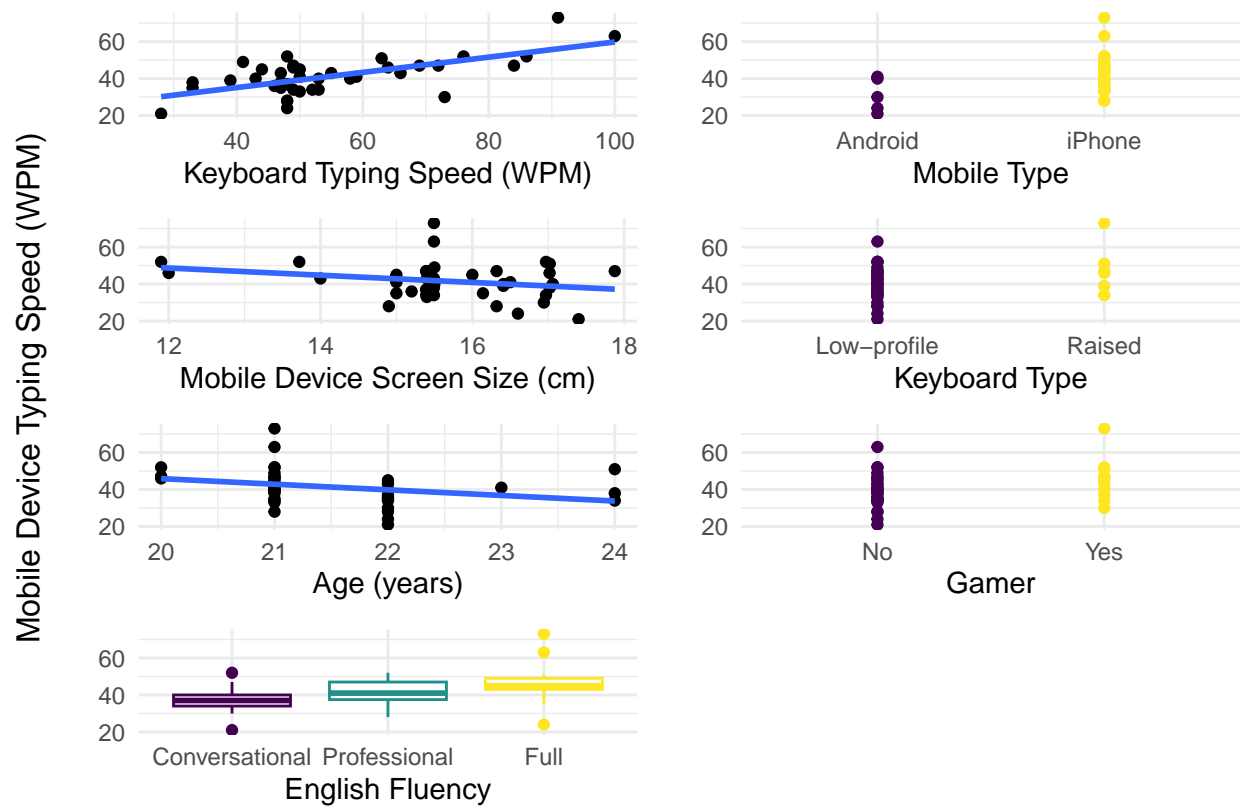 Mobile Device Typing Speed (WPM)
60
40
20
40 60 80 100
Keyboard Typing Speed (WPM)
Android iPhone
Mobile Type
60
40
20
12 14 16 18
Mobile Device Screen Size (cm)
60
40
20
Low−profile Raised
Keyboard Type
60
40
20
20 21 22 23 24
Age (years)
60
40
20
No Yes
Gamer
60
40
20
Conversational Professional Full
English Fluency
60
40
20